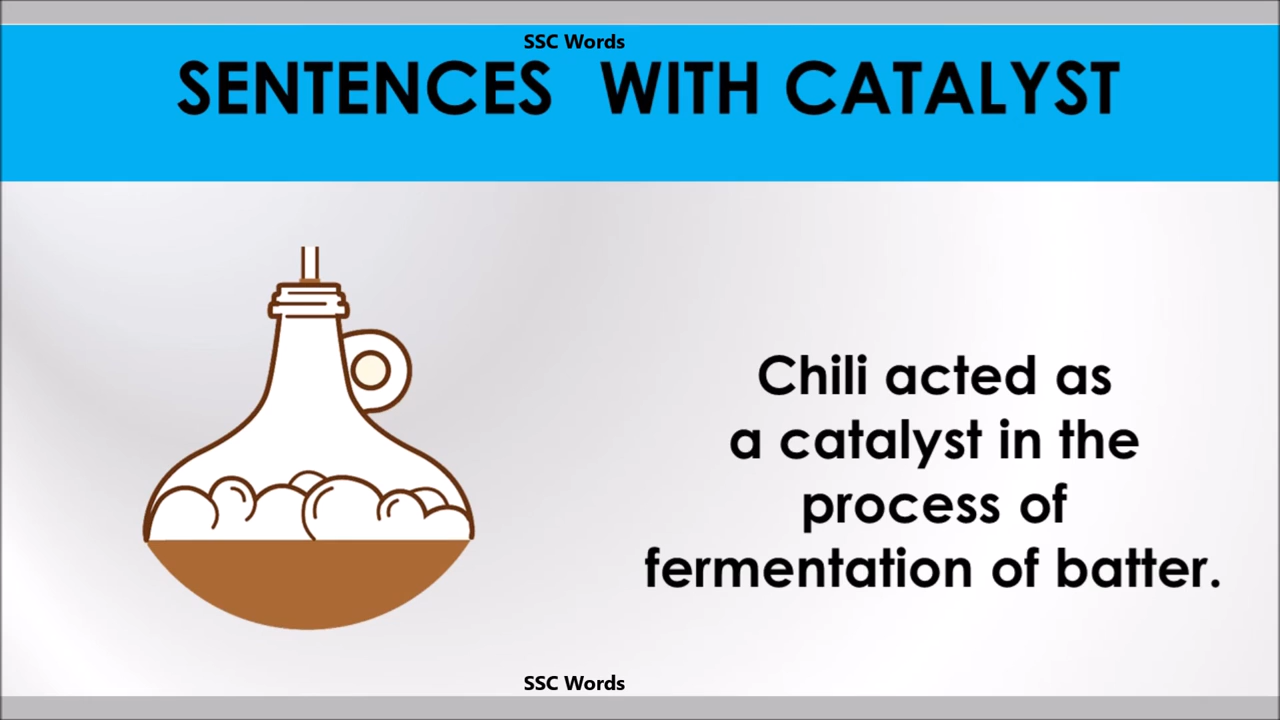 SSC Words
SENTENCES WITH CATALYST
Chili acted as
a catalyst in the
process of
fermentation of batter.
SSC Words